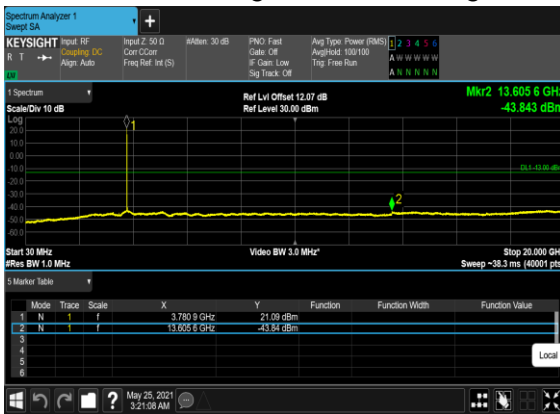 Spectrum Analyzer 1
Swept SA
+
KEYSIGHT Input: RF Input Z: 50 Ω #Atten: 30 dB PNO: Fast Avg Type: Power (RMS) 1 2 3 4 5 6
R T Coupling: DC Corr CCorr Gate: Off Avg|Hold: 100/100 A W W W W W
Align: Auto Freq Ref: Int (S) IF Gain: Low Trig: Free Run
Sig Track: Off A N N N N N
1 Spectrum Ref Lvl Offset 12.07 dB Mkr2 13.605 6 GHz
Scale/Div 10 dB Ref Level 30.00 dBm -43.843 dBm
Log
20.0
10.0
0.00
-10.0
-20.0
-30.0
-40.0
-50.0
-60.0
1
DL1 -13.00 dBm
2
Start 30 MHz Video BW 3.0 MHz* Stop 20.000 GHz
#Res BW 1.0 MHz Sweep ~38.3 ms (40001 pts)
5 Marker Table
Mode Trace Scale X Y Function Function Width Function Value
1 N 1 f 3.780 9 GHz 21.09 dBm
2 N 1 f 13.605 6 GHz -43.84 dBm
3
4
5
6
Local
? May 25, 2021
3:21:08 AM